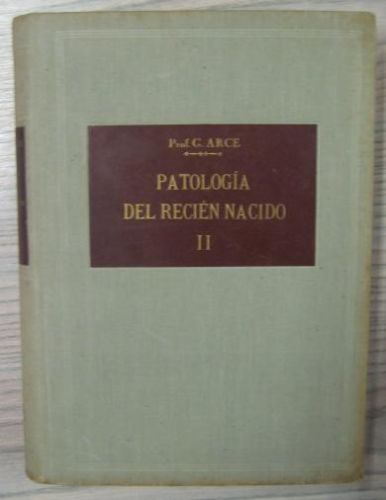 Prof. G. ARCE
PATOLOGÍA
DEL RECIÉN NACIDO
II